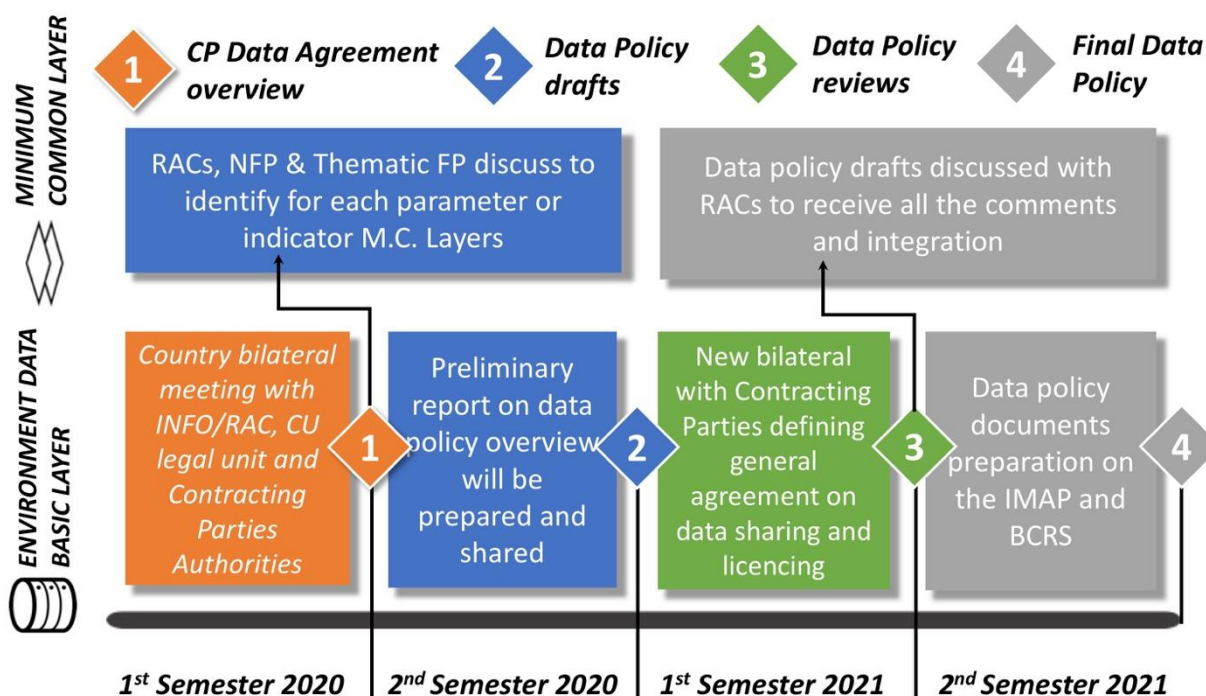 1
CP Data Agreement
overview
2
Data Policy
drafts
3
Data Policy
reviews
4
Final Data
Policy
MINIMUM
COMMON LAYER
RACs, NFP & Thematic FP discuss to
identify for each parameter or
indicator M.C. Layers
Data policy drafts discussed with
RACs to receive all the comments
and integration
ENVIRONMENT DATA
BASIC LAYER
Country bilateral
meeting with
INFO/RAC, CU
legal unit and
Contracting
Parties
Authorities
1
Preliminary
report on data
policy overview
will be
prepared and
shared
2
New bilateral
with Contracting
Parties defining
general
agreement on
data sharing and
licencing
3
Data policy
documents
preparation on
the IMAP and
BCRS
4
1st Semester 2020
2nd Semester 2020
1st Semester 2021
2nd Semester 2021